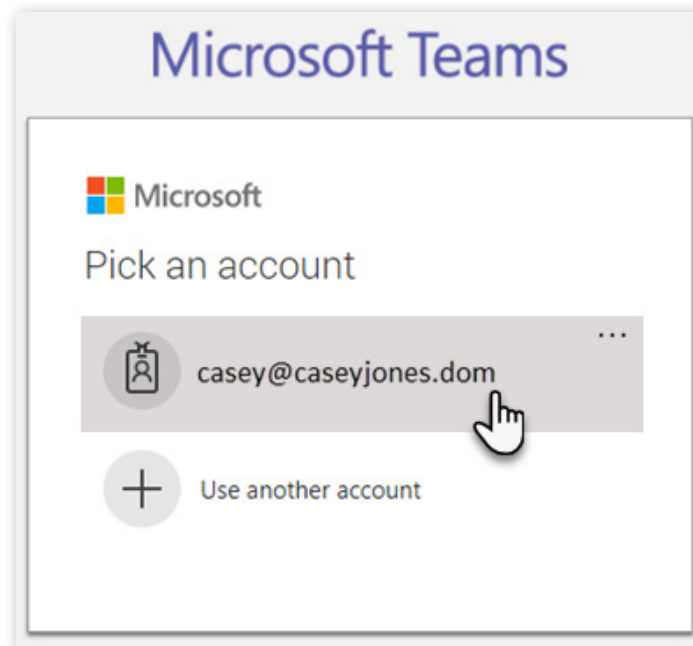 Microsoft Teams
Microsoft
Pick an account
...
casey@caseyjones.dom
Use another account